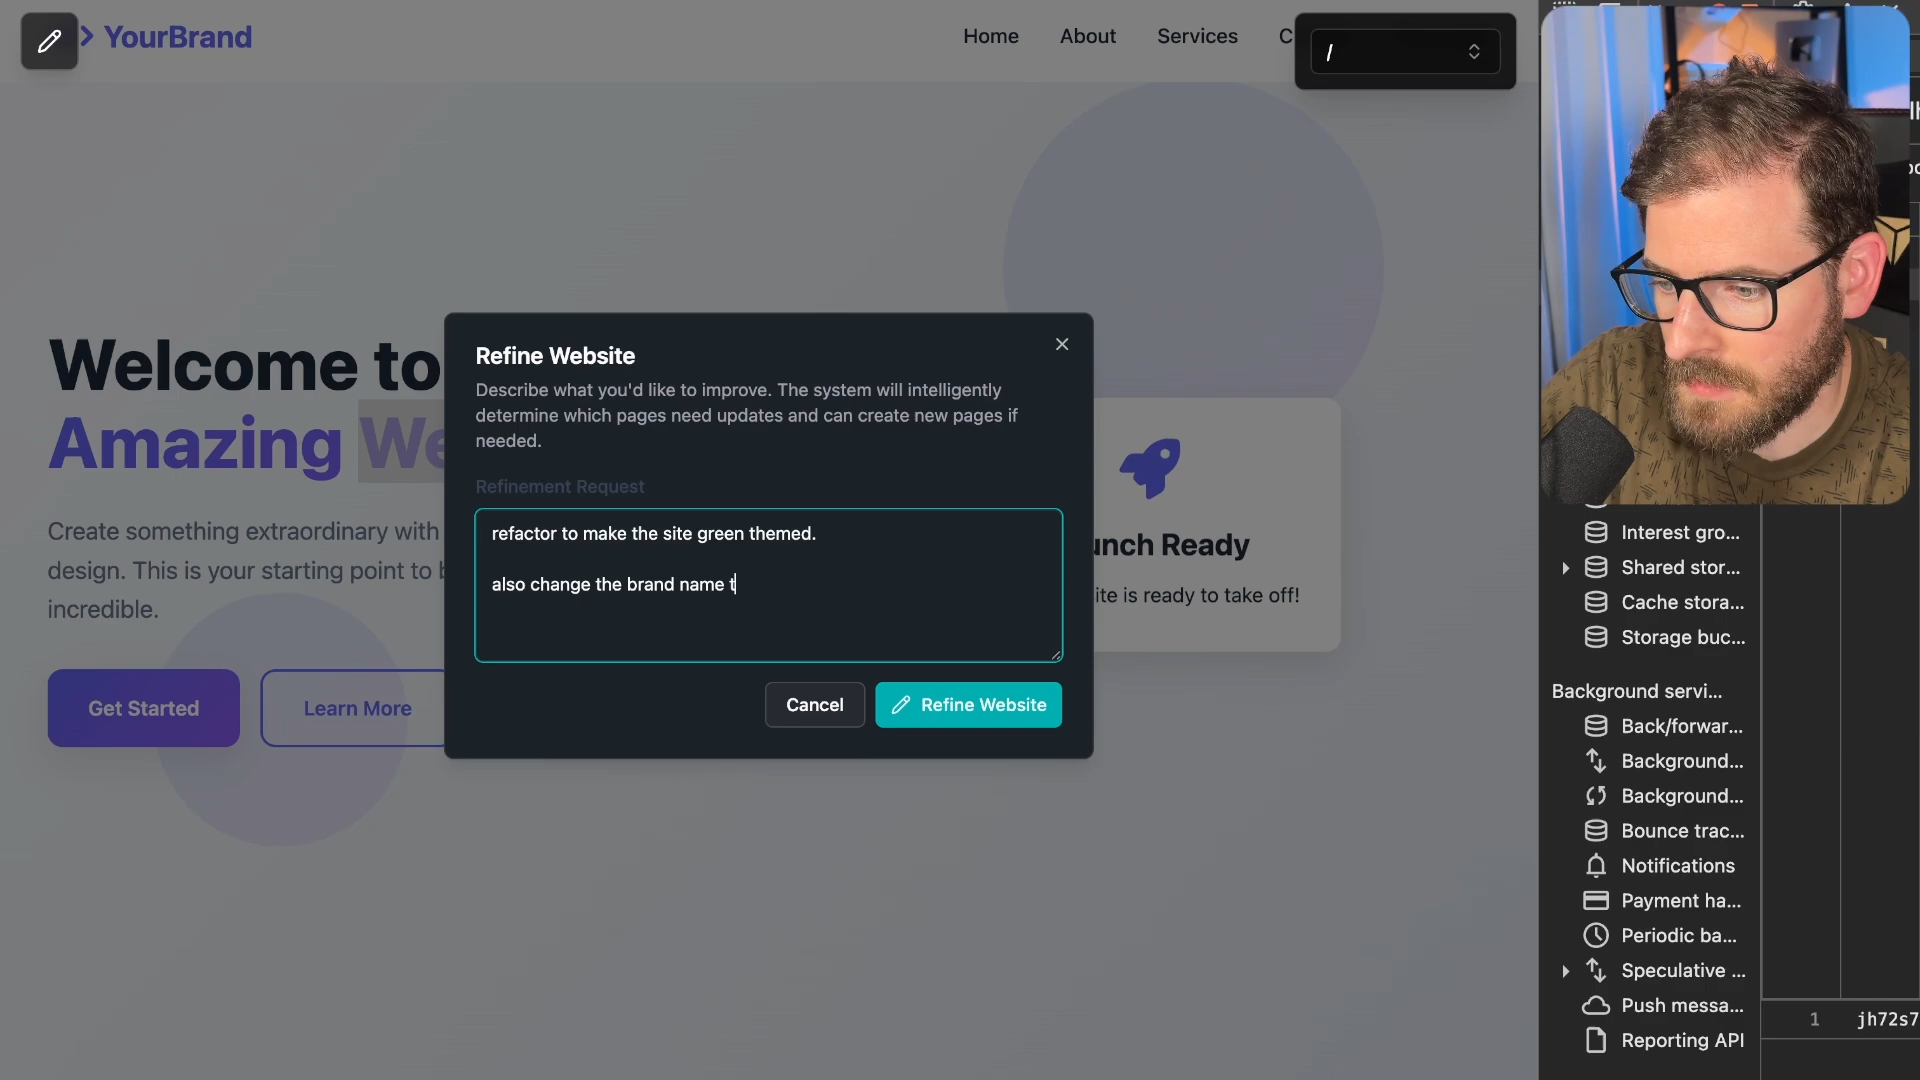 YourBrand
Home
About
Services
/
Welcome to
Amazing We
Create something extraordinary with
design. This is your starting point to
incredible.
Get Started
Learn More
Refine Website
Describe what you'd like to improve. The system will intelligently
determine which pages need updates and can create new pages if
needed.
Refinement Request
refactor to make the site green themed.
also change the brand name t
Cancel
Refine Website
unch Ready
ite is ready to take off!
Interest gro...
Shared stor...
Cache stora...
Storage buc...
Background servi...
Back/forwar...
Background...
Background...
Bounce trac...
Notifications
Payment ha...
Periodic ba...
Speculative ...
Push messa...
Reporting API
1 jh72s7